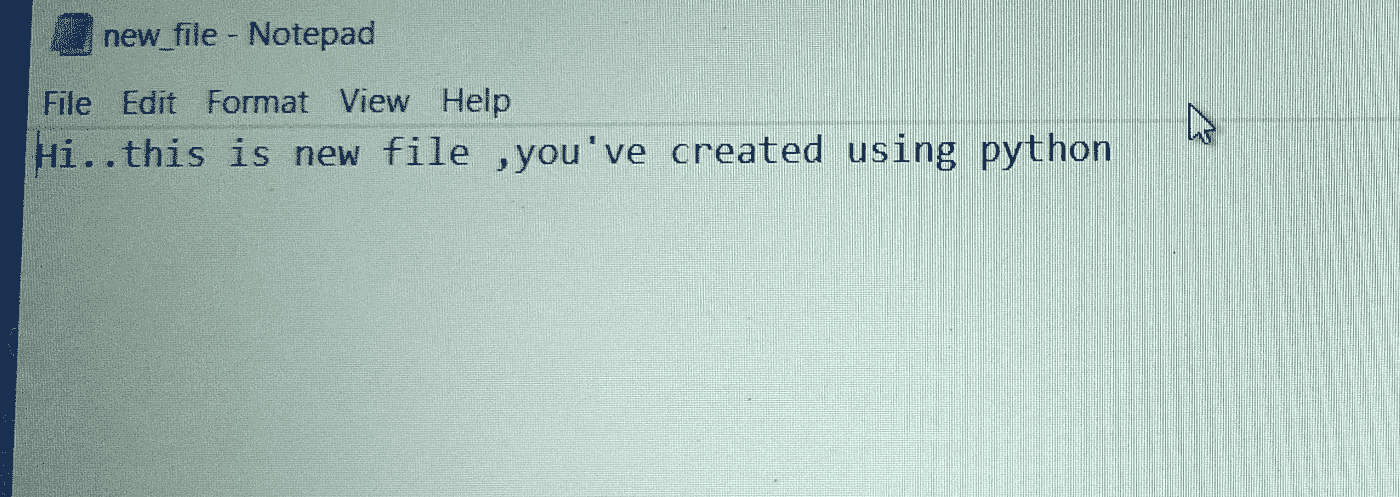 new_file - Notepad
File Edit Format View Help
Hi..this is new file ,you've created using python